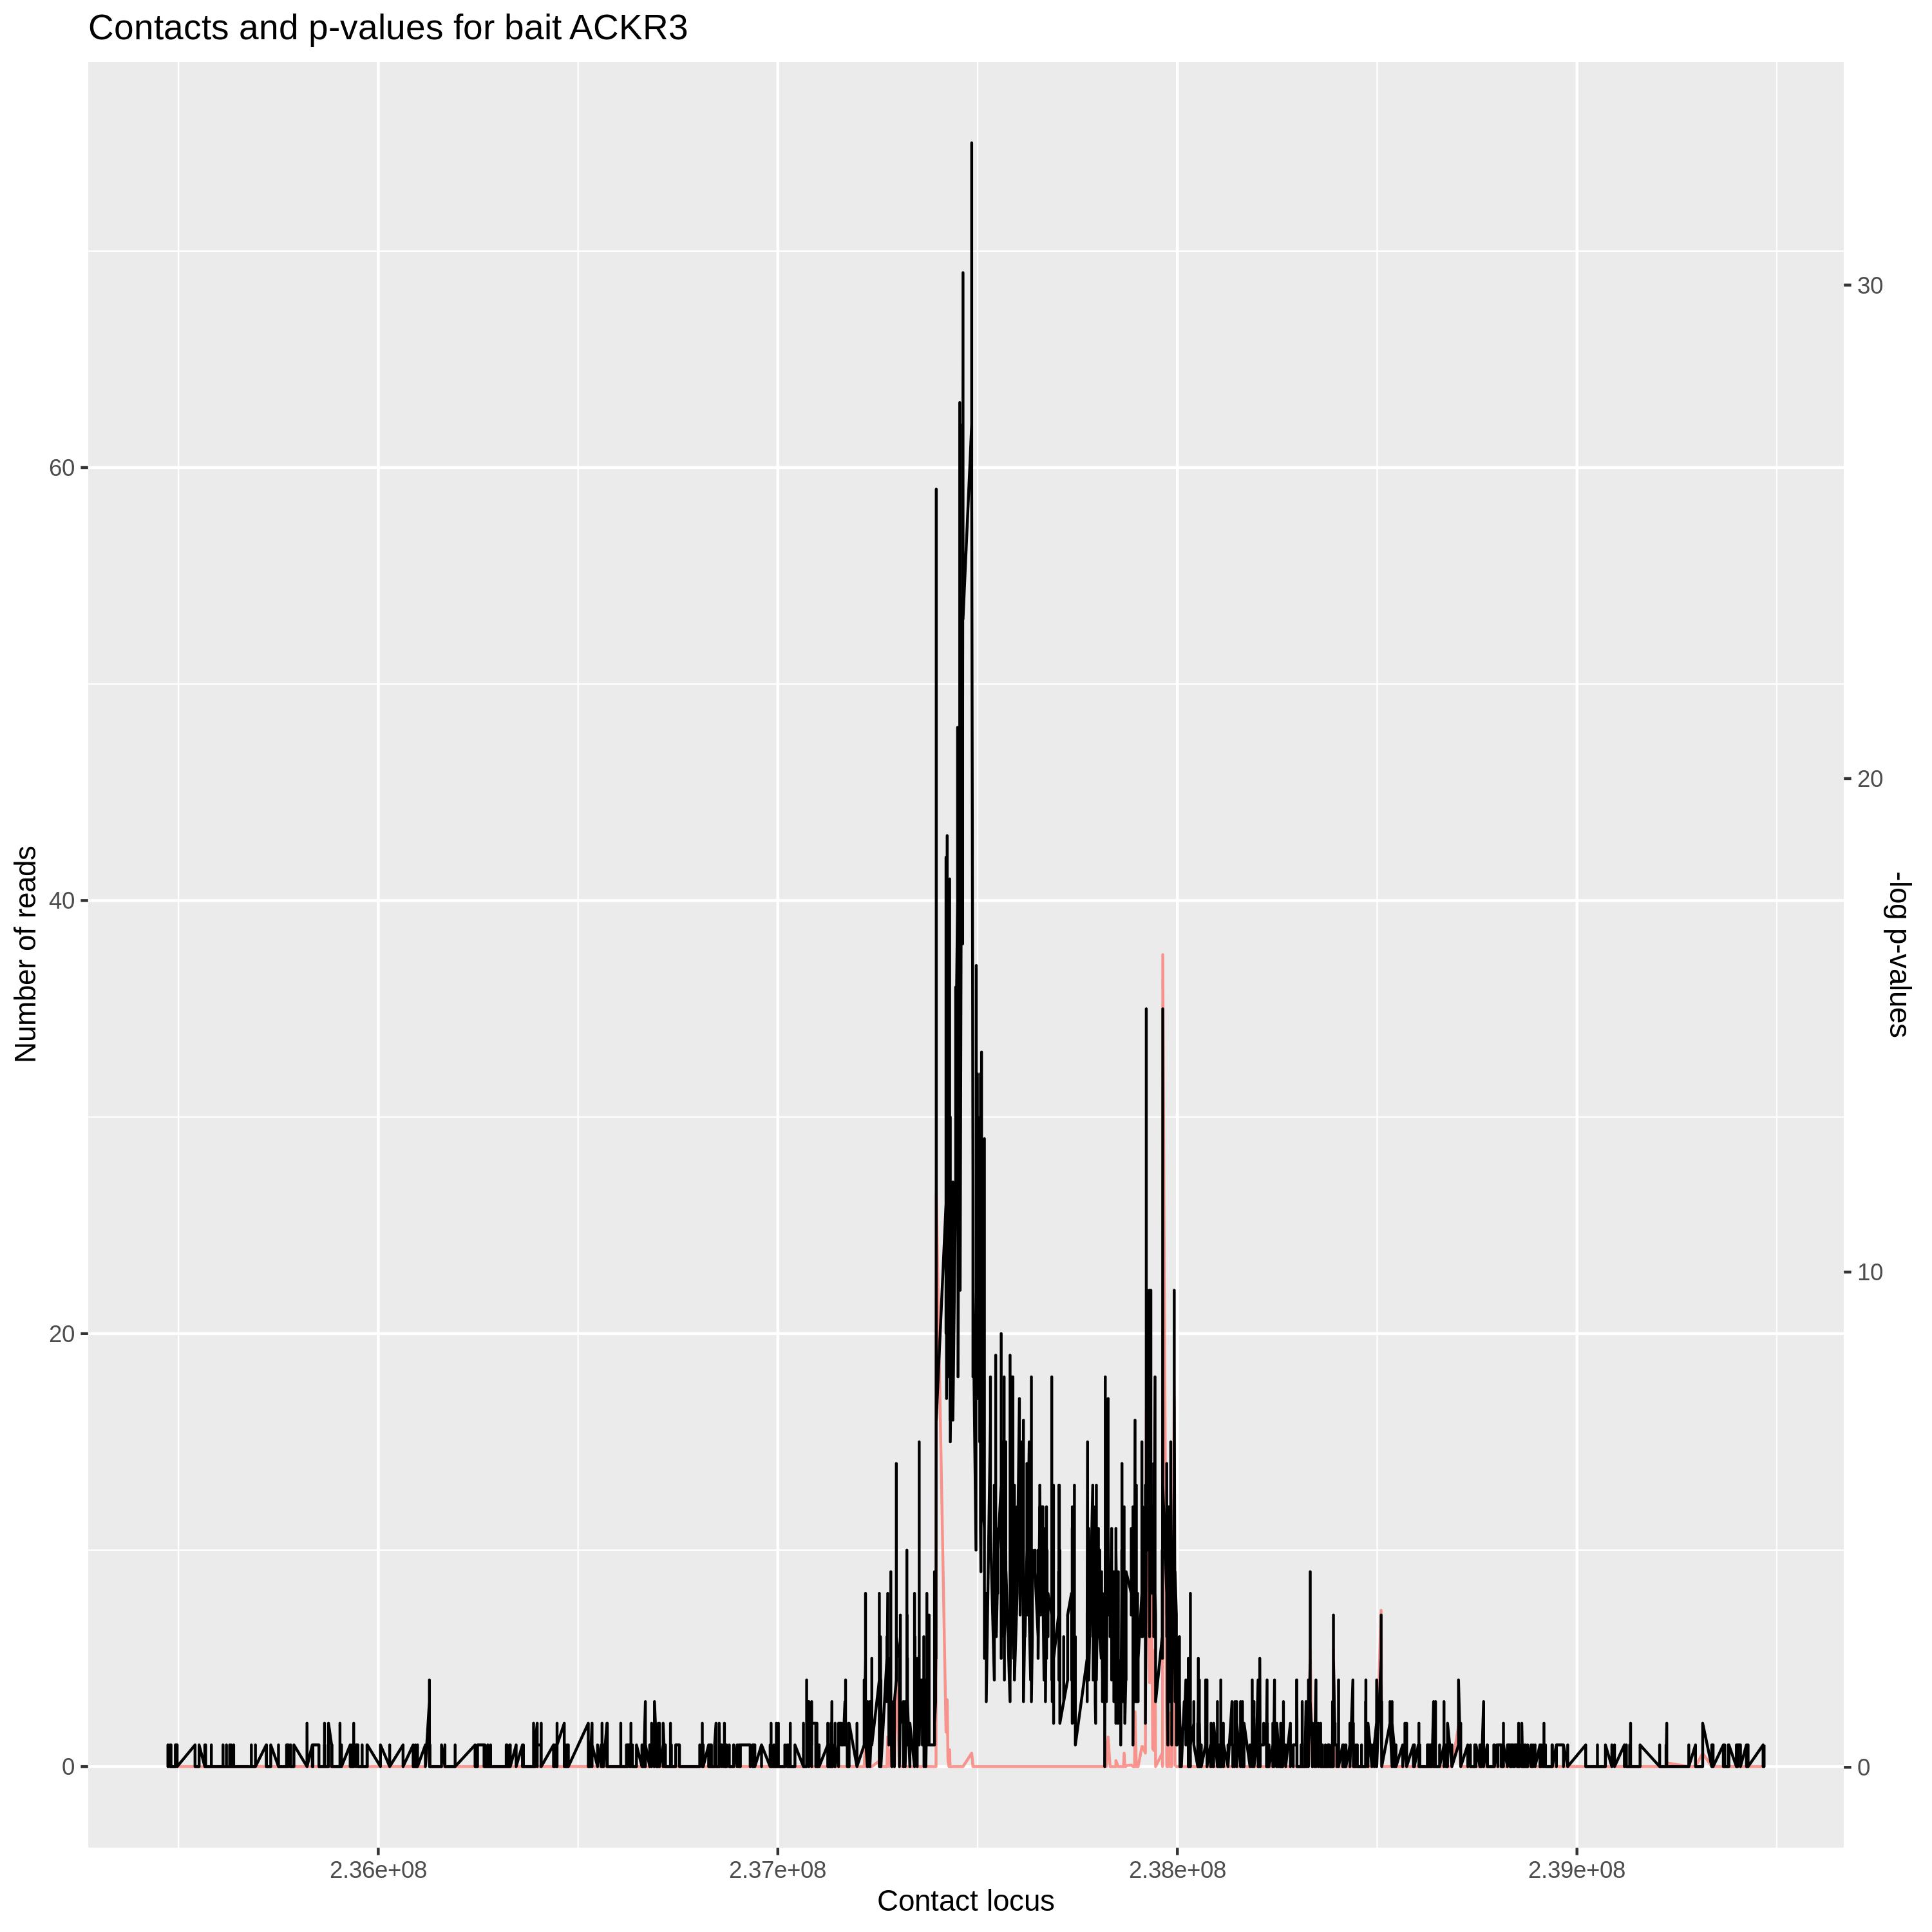 Contacts and p-values for bait ACKR3
60
40
20
0
30
20
10
0
Number of reads
-log p-values
2.36e+08
2.37e+08
2.38e+08
2.39e+08
Contact locus